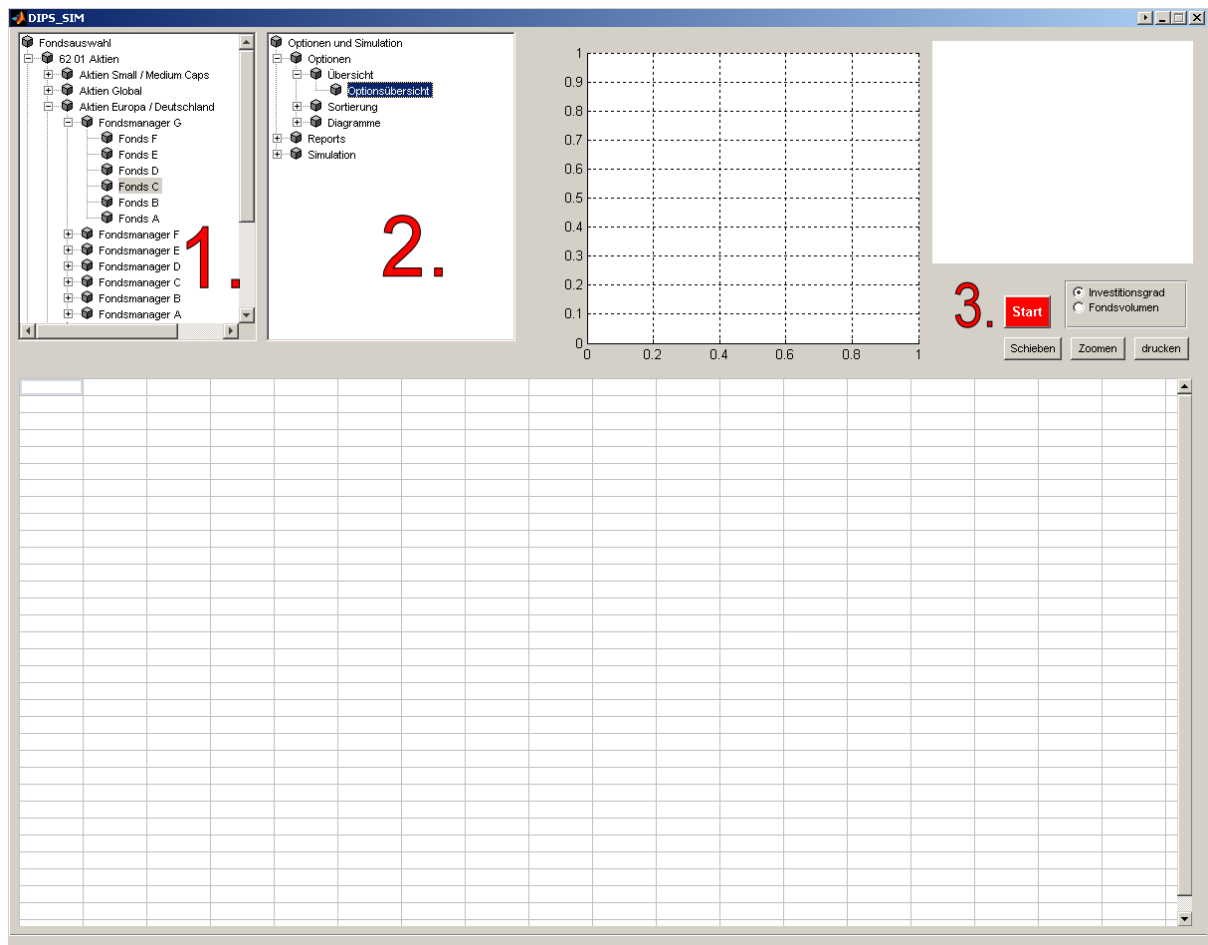 DIPS_SIM
Fondsauswahl
62 01 Aktien
Aktien Small / Medium Caps
Aktien Global
Aktien Europa / Deutschland
Fondsmanager G
Fonds F
Fonds E
Fonds D
Fonds C
Fonds B
Fonds A
Fondsmanager F
Fondsmanager E
Fondsmanager D
Fondsmanager C
Fondsmanager B
Fondsmanager A
1.
Optionen und Simulation
Optionen
Übersicht
Optionsübersicht
Sortierung
Diagramme
Reports
Simulation
2.
1
0.9
0.8
0.7
0.6
0.5
0.4
0.3
0.2
0.1
0
0 0.2 0.4 0.6 0.8 1
3.
Start
Investitionsgrad
Fondsvolumen
Schieben Zoomen drucken